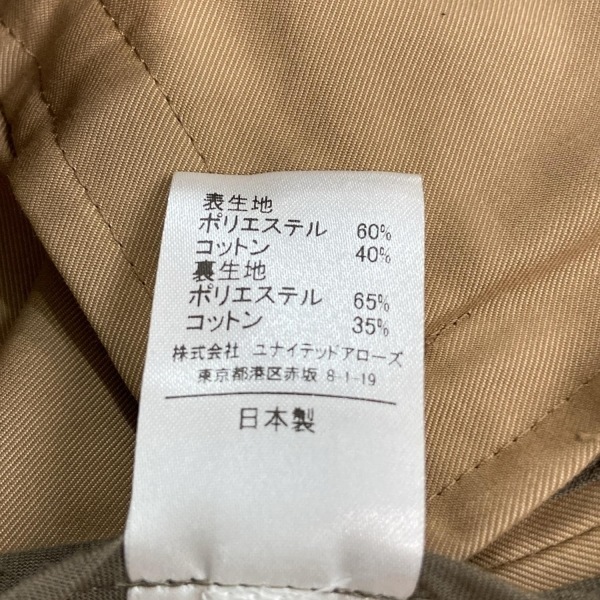 表生地
ポリエステル 60%
コットン 40%
裏生地
ポリエステル 65%
コットン 35%
株式会社 ユナイテッドアローズ
東京都港区赤坂 8-1-19
日本製